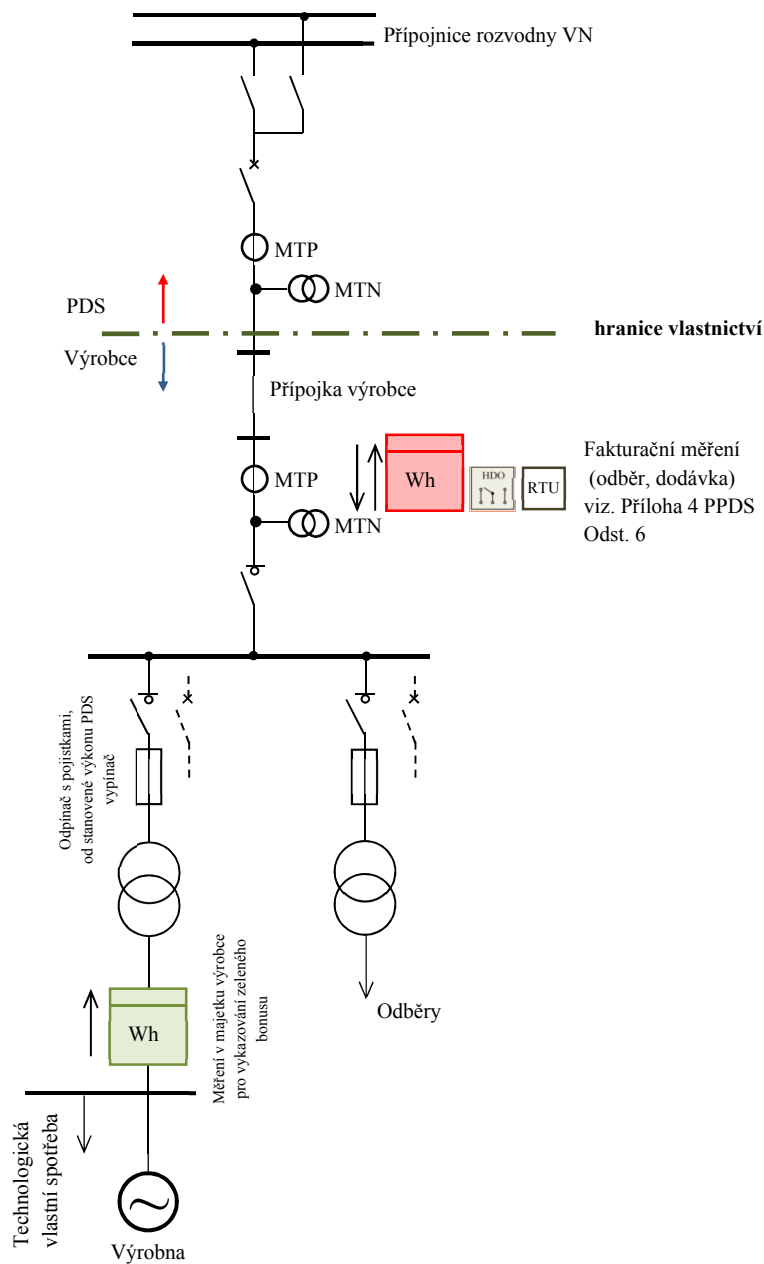 Přípojnice rozvodny VN
MTP
MTN
PDS
hranice vlastnictví
Výrobce
Přípojka výrobce
MTP
Wh
HDO
RTU
MTN
Fakturační měření
(odběr, dodávka)
viz. Příloha 4 PPDS
Odst. 6
Odpínač s pojistkami,
od stanovené výkonu PDS
vypínač
Wh
Měření v majetku výrobce
pro vykazování zeleného
bonusu
Odběry
Technologická
vlastní spotřeba
Výrobna